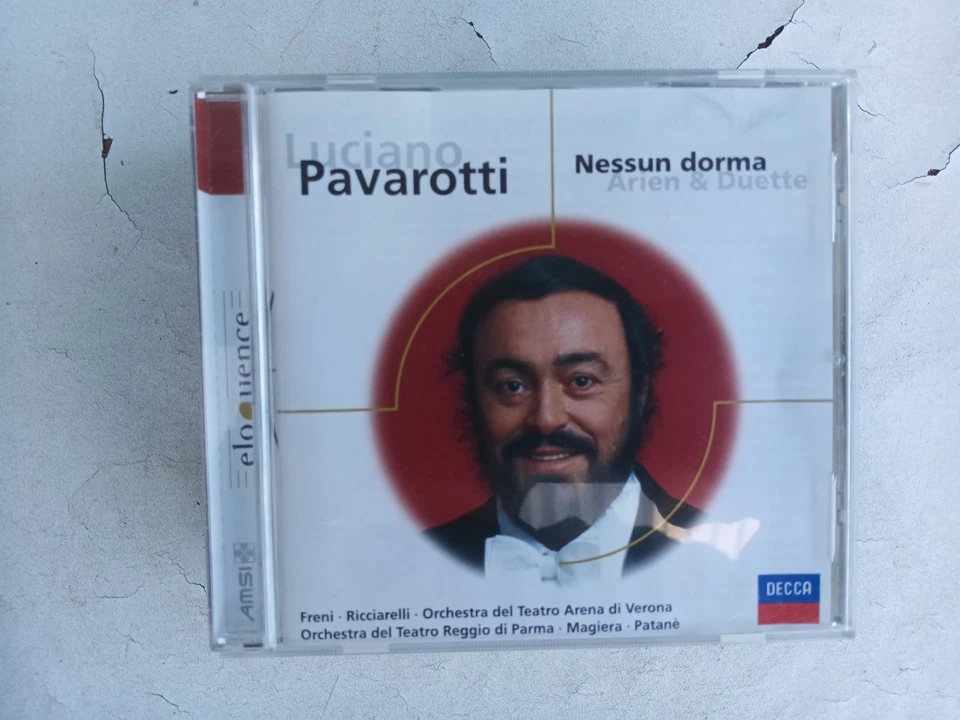 Luciano
Pavarotti
Nessun dorma
Arien & Duette
eloquence
AMSI
DECCA
Freni · Ricciarelli · Orchestra del Teatro Arena di Verona
Orchestra del Teatro Reggio di Parma · Magiera · Patanè